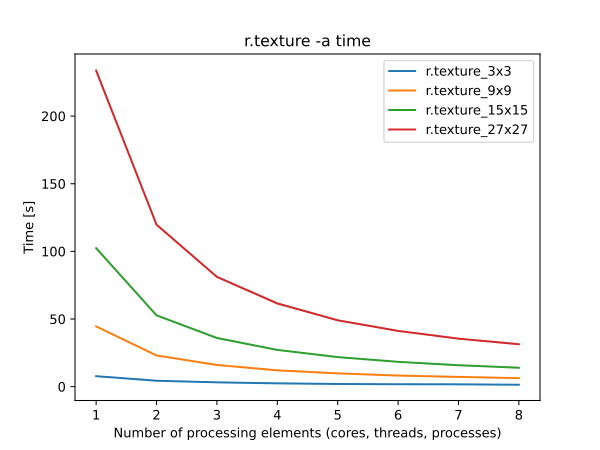 r.texture -a time
r.texture_3x3
r.texture_9x9
r.texture_15x15
r.texture_27x27
Time [s]
200
150
100
50
0
1 2 3 4 5 6 7 8
Number of processing elements (cores, threads, processes)